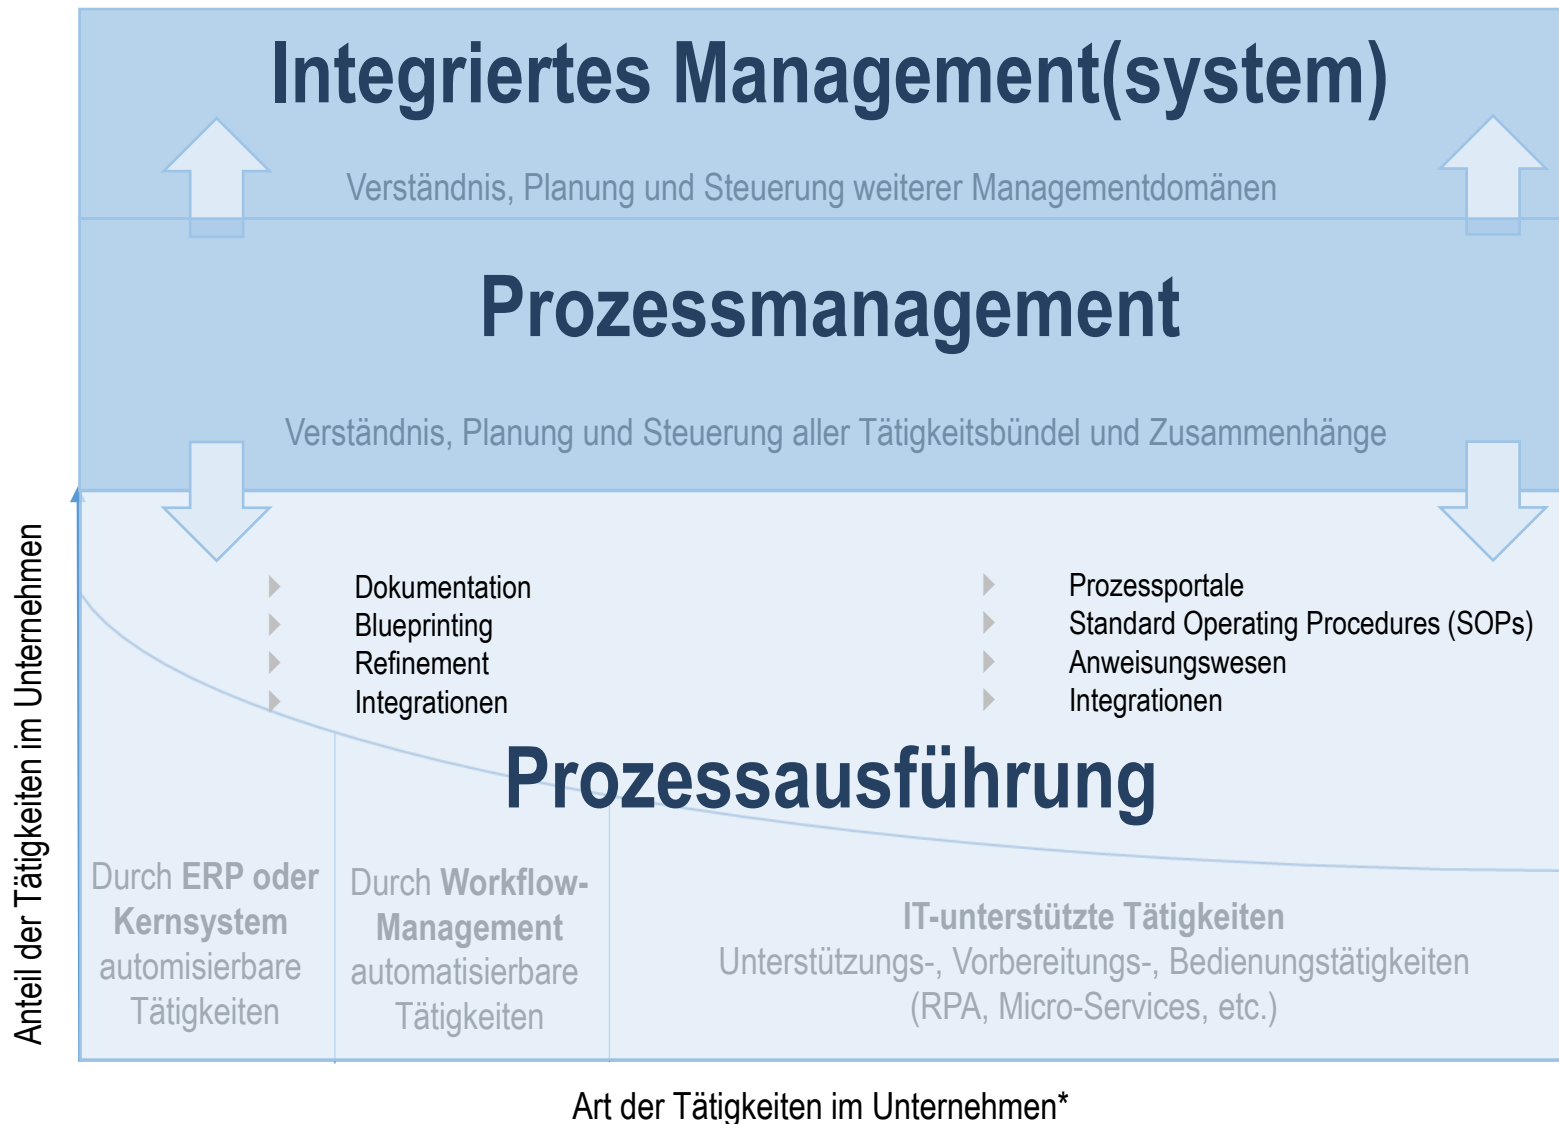 Integriertes Management(system)
Verständnis, Planung und Steuerung weiterer Managementdomänen
Prozessmanagement
Verständnis, Planung und Steuerung aller Tätigkeitsbündel und Zusammenhänge
Anteil der Tätigkeiten im Unternehmen
Dokumentation
Blueprinting
Refinement
Integrationen
Prozessportale
Standard Operating Procedures (SOPs)
Anweisungswesen
Integrationen
Prozessausführung
Durch ERP oder
Kernsystem
automisierbare
Tätigkeiten
Durch Workflow-
Management
automatisierbare
Tätigkeiten
IT-unterstützte Tätigkeiten
Unterstützungs-, Vorbereitungs-, Bedienungstätigkeiten
(RPA, Micro-Services, etc.)
Art der Tätigkeiten im Unternehmen*